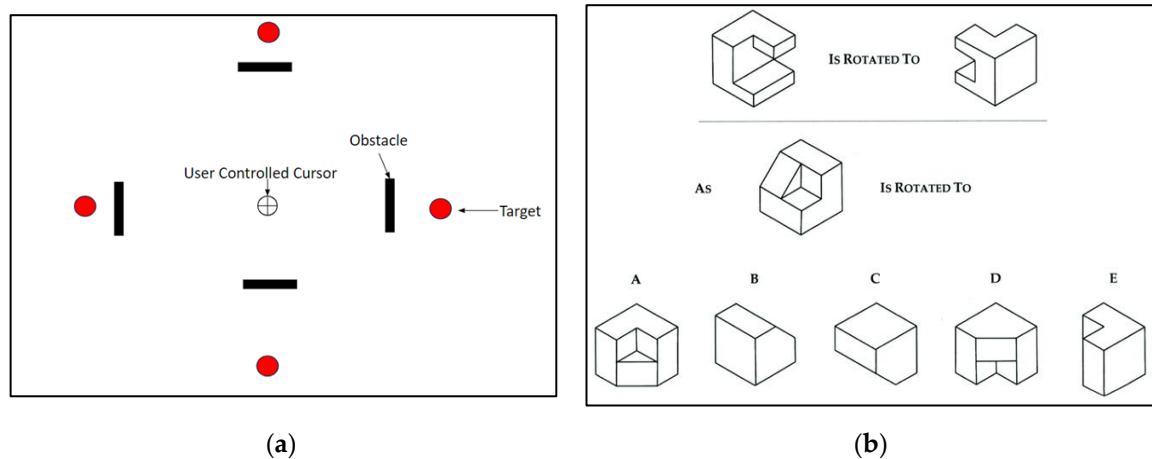 Obstacle
User Controlled Cursor
Target
(a)
IS ROTATED TO
AS
IS ROTATED TO
A B C D E
(b)